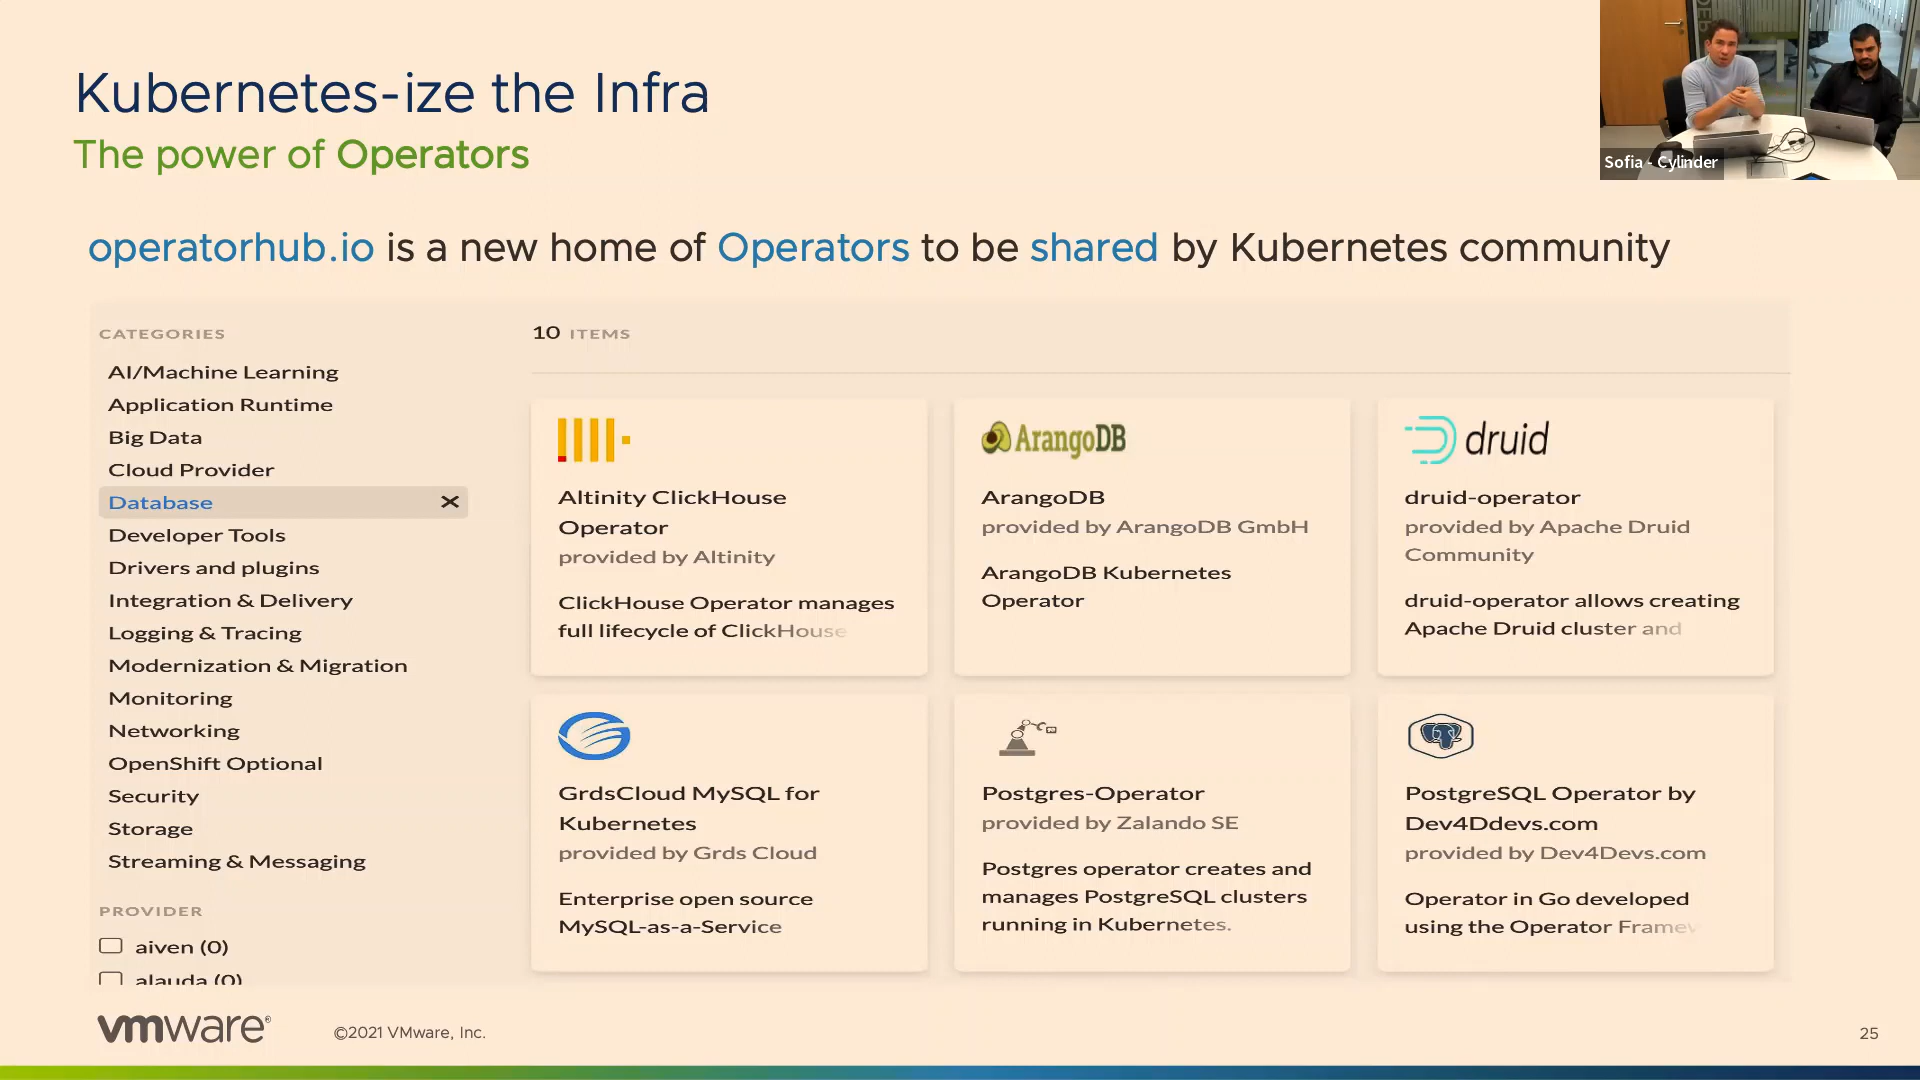 Kubernetes-ize the Infra
The power of Operators
Sofia - Cylinder
operatorhub.io is a new home of Operators to be shared by Kubernetes community
CATEGORIES
AI/Machine Learning
Application Runtime
Big Data
Cloud Provider
Database
Developer Tools
Drivers and plugins
Integration & Delivery
Logging & Tracing
Modernization & Migration
Monitoring
Networking
OpenShift Optional
Security
Storage
Streaming & Messaging
PROVIDER
aiven (0)
alauda (0)
10 ITEMS
Altinity ClickHouse
Operator
provided by Altinity
ClickHouse Operator manages
full lifecycle of ClickHouse
ArangoDB
ArangoDB
provided by ArangoDB GmbH
ArangoDB Kubernetes
Operator
druid
druid-operator
provided by Apache Druid
Community
druid-operator allows creating
Apache Druid cluster and
GrdsCloud MySQL for
Kubernetes
provided by Grds Cloud
Enterprise open source
MySQL-as-a-Service
Postgres-Operator
provided by Zalando SE
Postgres operator creates and
manages PostgreSQL clusters
running in Kubernetes.
PostgreSQL Operator by
Dev4Ddevs.com
provided by Dev4Devs.com
Operator in Go developed
using the Operator Framew
vmware®
©2021 VMware, Inc.
25